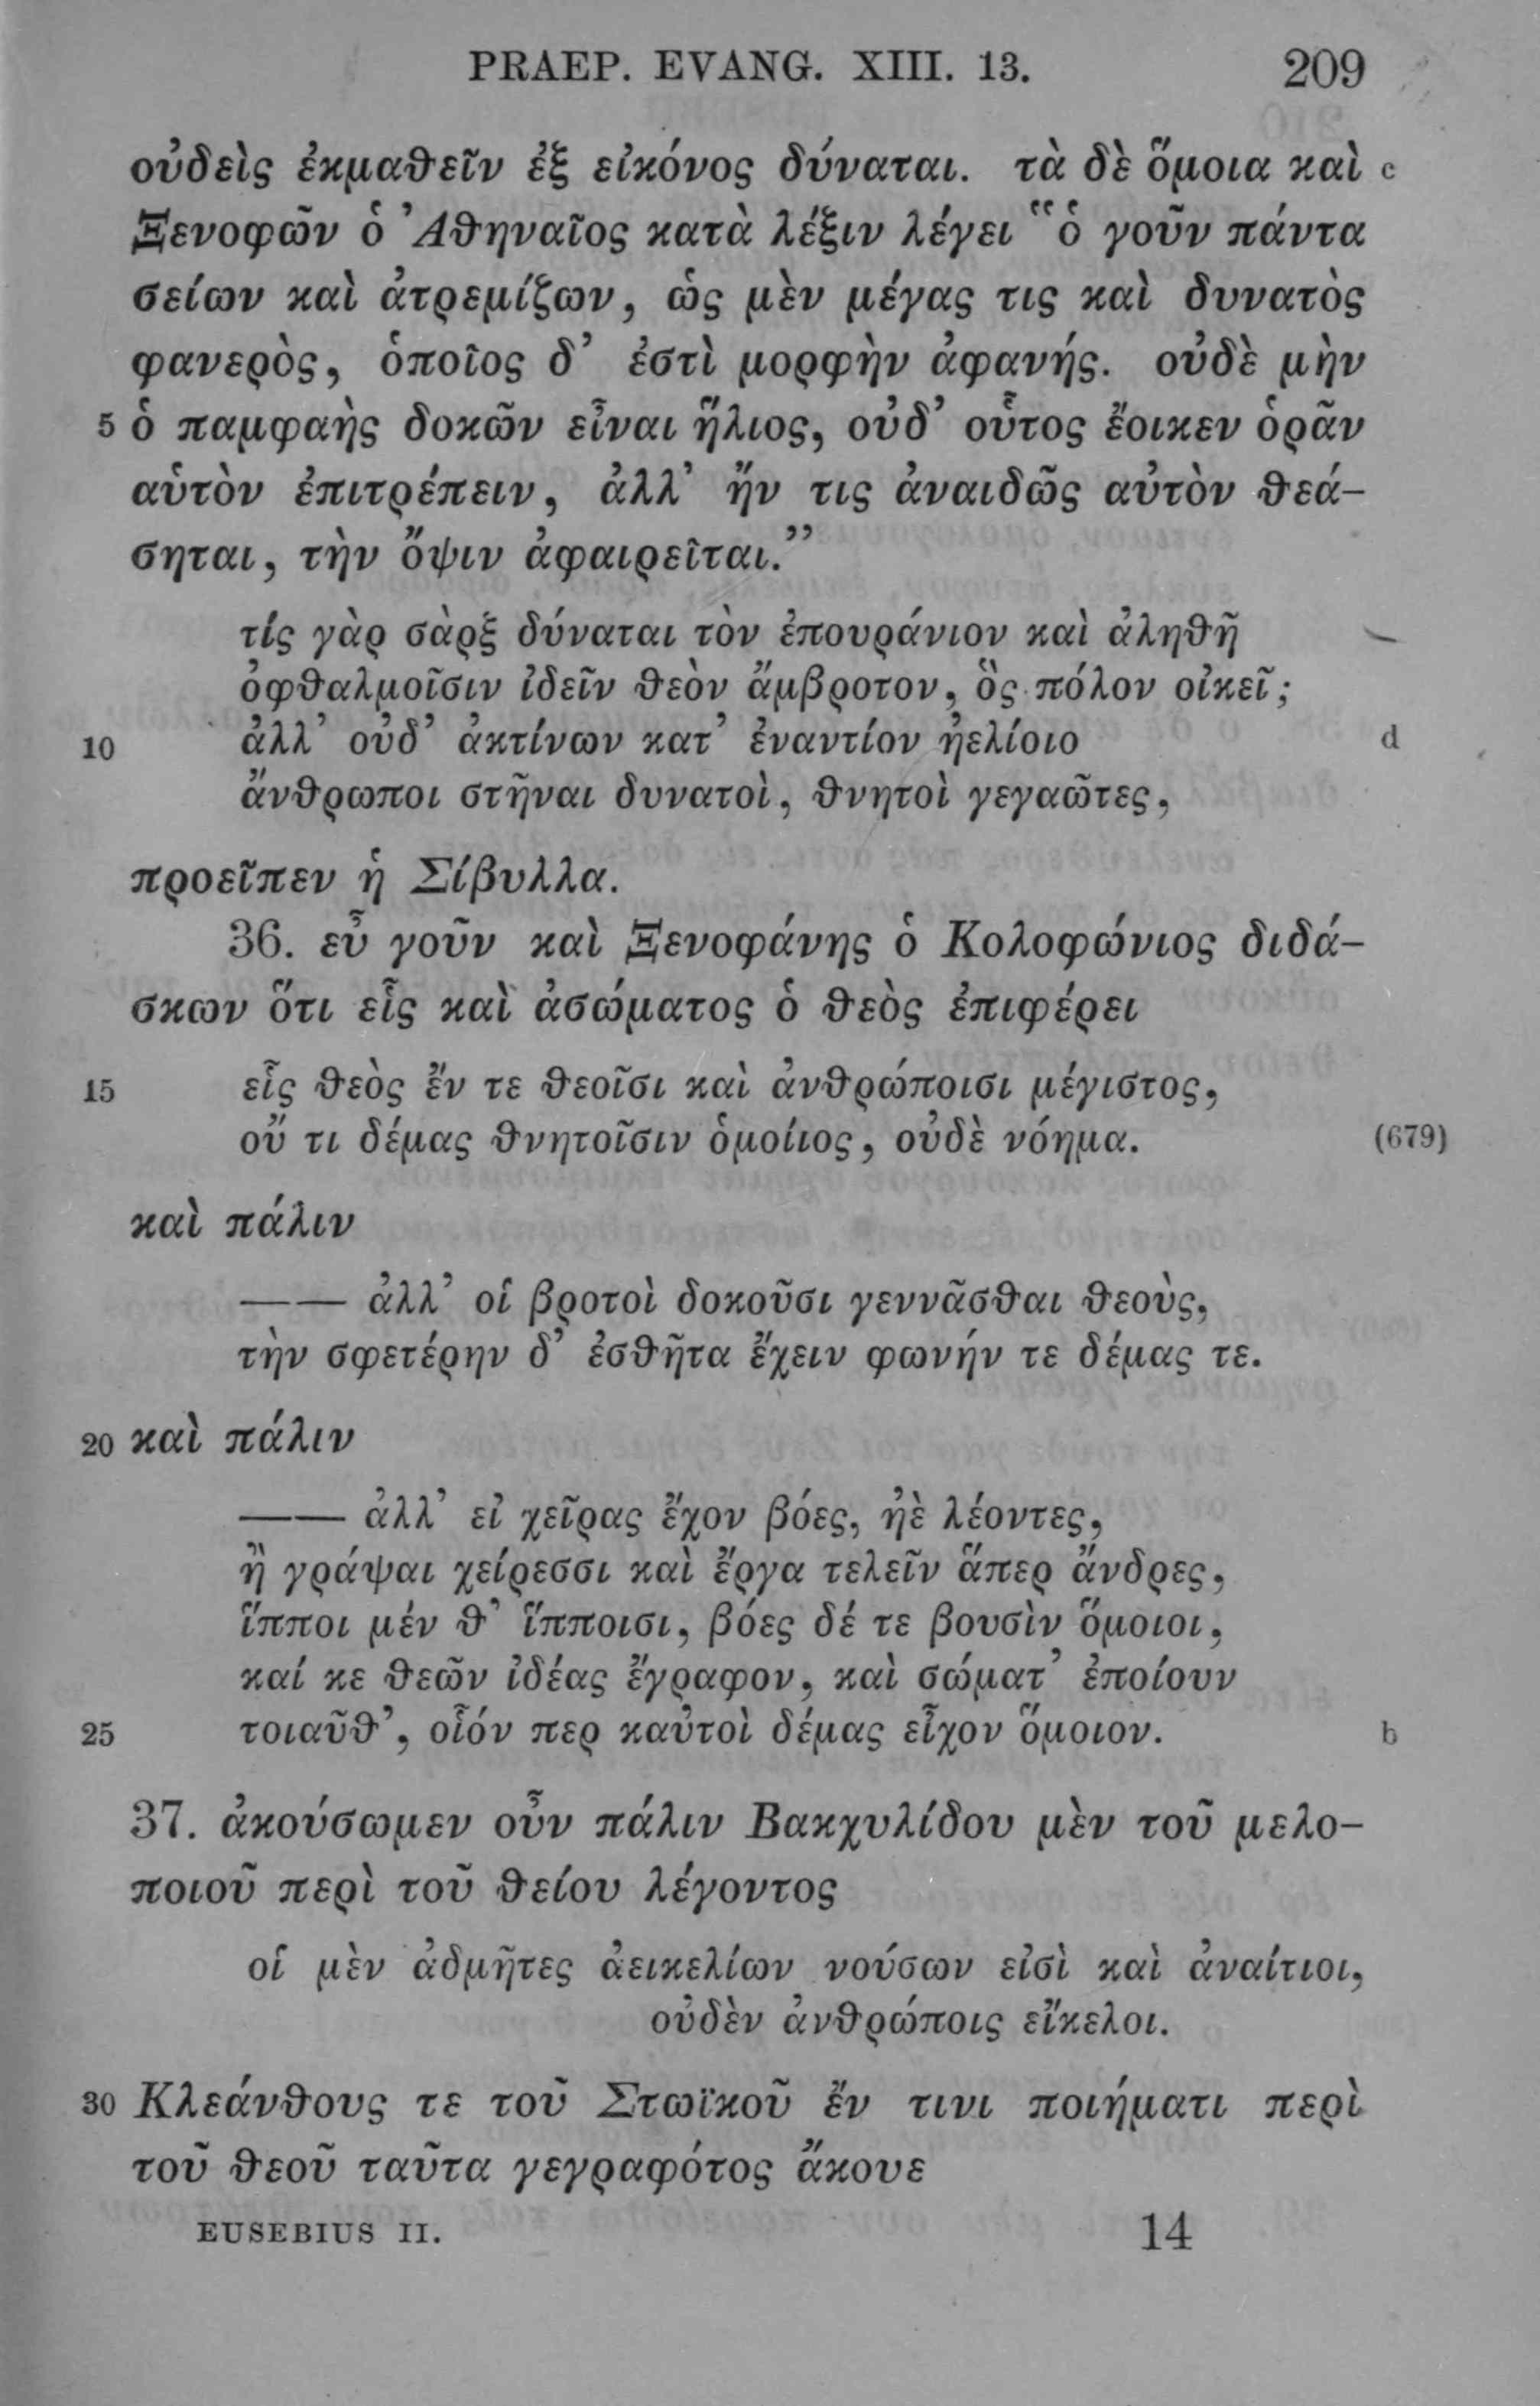 PRAEP. EVANG. XIII. 13. 209
οὐδεὶς ἐκμαθεῖν ἐξ εἰκόνος δύναται. τὰ δὲ ὅμοια καὶ c
Ξενοφῶν ὁ Ἀθηναῖος κατὰ λέξιν λέγει “ὁ γοῦν πάντα
σείων καὶ ἀτρεμίζων, ὡς μὲν μέγας τις καὶ δυνατὸς
φανερὸς, ὁποῖος δ’ ἐστὶ μορφὴν ἀφανής. οὐδὲ μὴν
5 ὁ παμφαὴς δοκῶν εἶναι ἥλιος, οὐδ’ οὗτος ἔοικεν ὁρᾶν
αὑτὸν ἐπιτρέπειν, ἀλλ’ ἤν τις ἀναιδῶς αὐτὸν θεά-
σηται, τὴν ὄψιν ἀφαιρεῖται.”
τίς γὰρ σὰρξ δύναται τὸν ἐπουράνιον καὶ ἀληθῆ
ὀφθαλμοῖσιν ἰδεῖν θεὸν ἄμβροτον, ὃς πόλον οἰκεῖ;
10 ἀλλ’ οὐδ’ ἀκτίνων κατ’ ἐναντίον ἠελίοιο d
ἄνθρωποι στῆναι δυνατοὶ, θνητοὶ γεγαῶτες,
προεῖπεν ἡ Σίβυλλα.
36. εὖ γοῦν καὶ Ξενοφάνης ὁ Κολοφώνιος διδά-
σκων ὅτι εἷς καὶ ἀσώματος ὁ θεὸς ἐπιφέρει
15 εἷς θεὸς ἔν τε θεοῖσι καὶ ἀνθρώποισι μέγιστος,
οὔ τι δέμας θνητοῖσιν ὁμοίιος, οὐδὲ νόημα. (679)
καὶ πάλιν
—— ἀλλ’ οἱ βροτοὶ δοκοῦσι γεννᾶσθαι θεοὺς,
τὴν σφετέρην δ’ ἐσθῆτα ἔχειν φωνήν τε δέμας τε.
20 καὶ πάλιν
—— ἀλλ’ εἰ χεῖρας ἔχον βόες, ἠὲ λέοντες,
ἢ γράψαι χείρεσσι καὶ ἔργα τελεῖν ἅπερ ἄνδρες,
ἵπποι μέν θ’ ἵπποισι, βόες δέ τε βουσὶν ὅμοιοι,
καί κε θεῶν ἰδέας ἔγραφον, καὶ σώματ’ ἐποίουν
25 τοιαῦθ’, οἷόν περ καὐτοὶ δέμας εἶχον ὅμοιον. b
37. ἀκούσωμεν οὖν πάλιν Βακχυλίδου μὲν τοῦ μελο-
ποιοῦ περὶ τοῦ θείου λέγοντος
οἱ μὲν ἀδμῆτες ἀεικελίων νούσων εἰσὶ καὶ ἀναίτιοι,
οὐδὲν ἀνθρώποις εἴκελοι.
30 Κλεάνθους τε τοῦ Στωϊκοῦ ἔν τινι ποιήματι περὶ
τοῦ θεοῦ ταῦτα γεγραφότος ἄκουε
EUSEBIUS II. 14